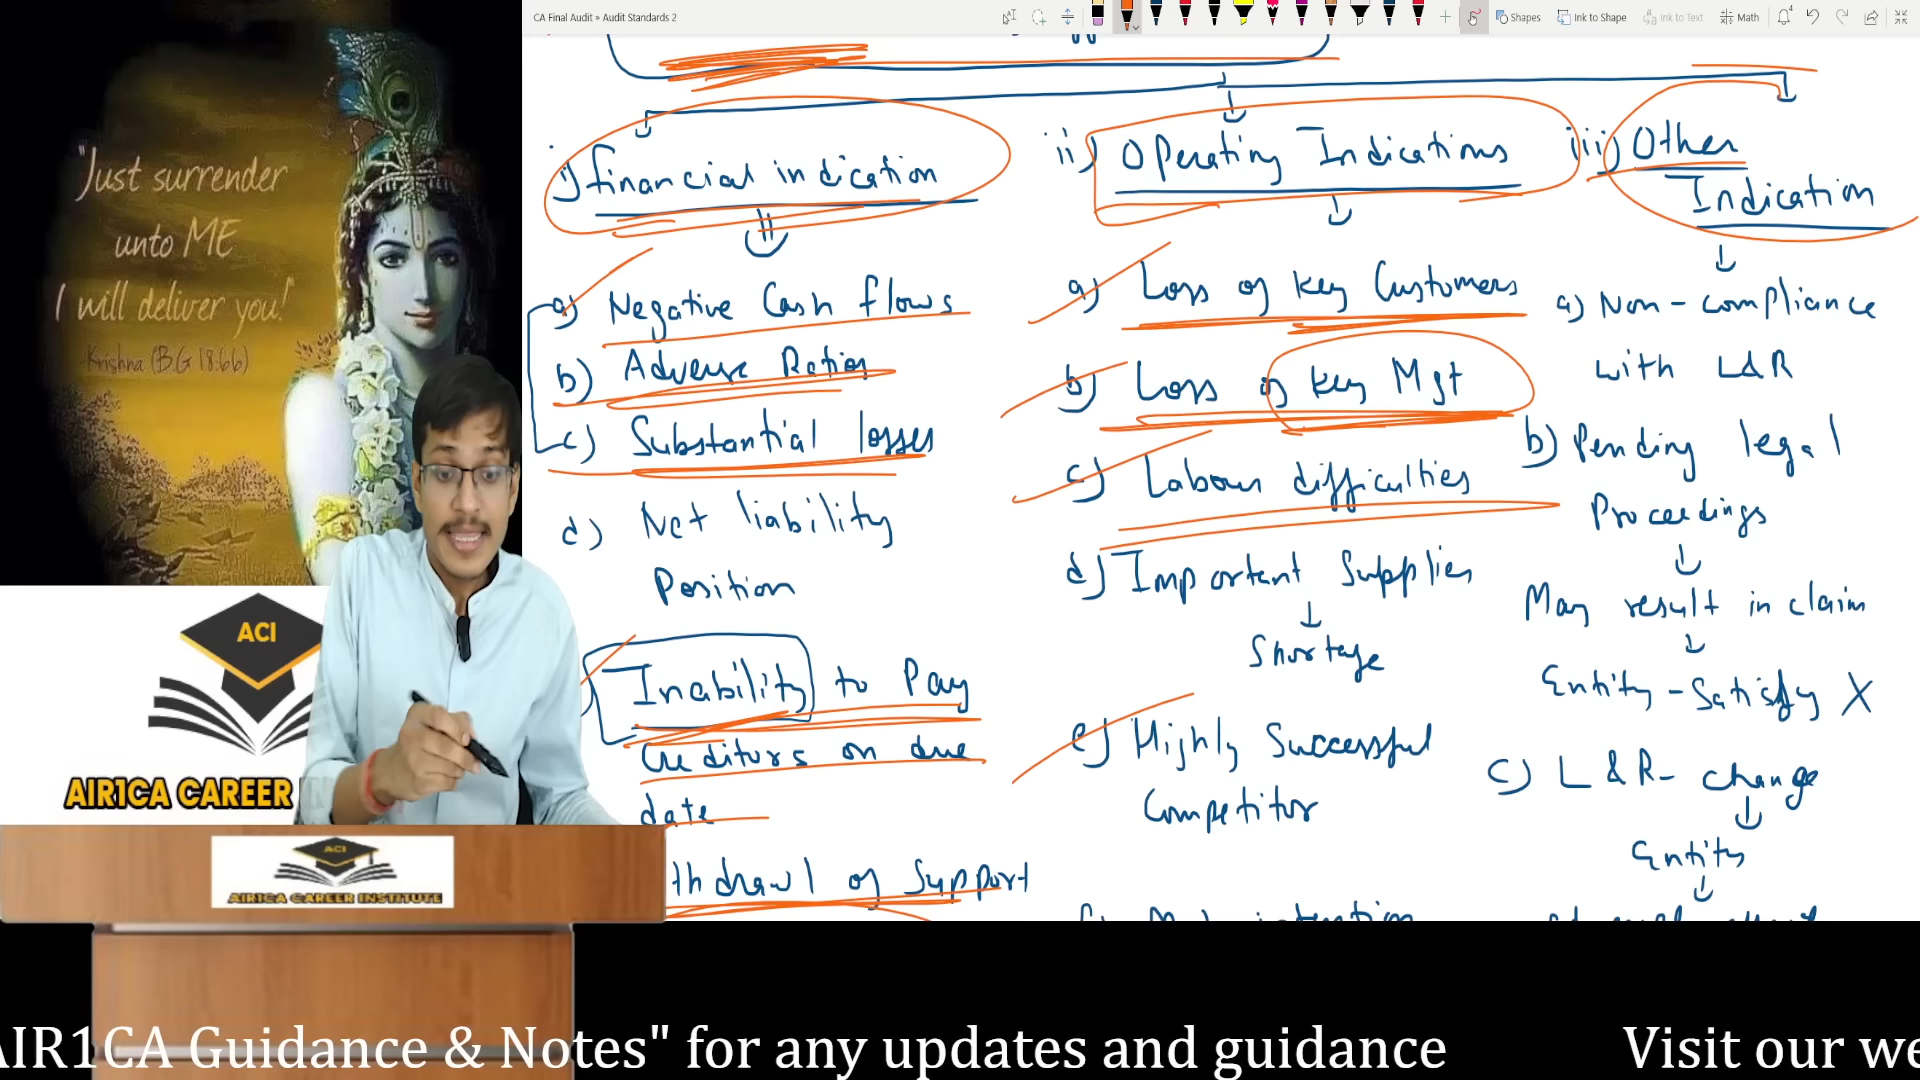 CA Final Audit » Audit Standards 2
Shapes
Ink to Shape
Ink to Text
Math
"Just surrender
unto ME
I will deliver you!"
-Krishna (B.G 18:66)
i) financial indication
a) Negative Cash flows
b) Adverse Ratios
c) Substantial losses
d) Net liability
Position
Inability to Pay
Creditors on due
date
thdrawl of Support
ii) Operating Indications
a) Loss of key Customers
b) Loss of key Mgt
c) Labour difficulties
d) Important Supplies
Shortage
e) Highly Successful
Competitor
iii) Other
Indication
a) Non-compliance
with L&R
b) Pending legal
Proceedings
May result in claim
Entity - Satisfy X
c) L & R - change
Entity
ACI
AIR1CA CAREER IN
ACI
AIR1CA CAREER INSTITUTE
AIR1CA Guidance & Notes" for any updates and guidance
Visit our we